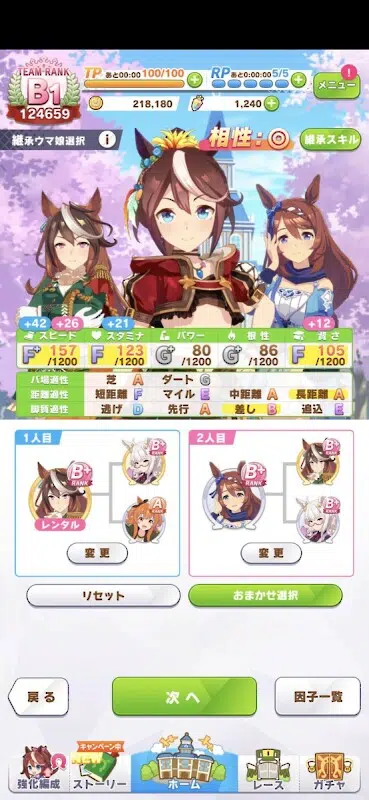 TEAM RANK
B1
124659
TP あと00:00 100/100
RP あと0:00:00 5/5
メニュー
218,180
1,240
継承ウマ娘選択
相性:◎
継承スキル
+42 +26 +21 +12
スピード スタミナ パワー 根性 賢さ
F+ 157/1200
F 123/1200
G+ 80/1200
G+ 86/1200
F 105/1200
バ場適性 芝 A ダート G
距離適性 短距離 F マイル E 中距離 A 長距離 A
脚質適性 逃げ D 先行 A 差し B 追込 E
1人目
B+ RANK
レンタル
B+ RANK
A RANK
変更
2人目
B+ RANK
B+ RANK
B+ RANK
変更
リセット
おまかせ選択
戻る
次へ
因子一覧
強化編成
キャンペーン中
NEW
ストーリー
ホーム
レース
ガチャ